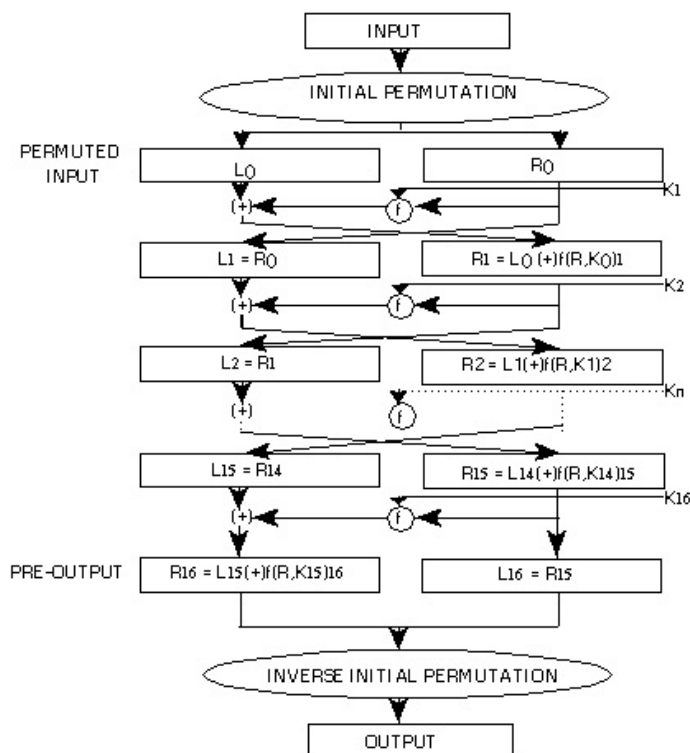 INPUT
INITIAL PERMUTATION
PERMUTED
INPUT
L0
R0
K1
(+)
f
L1 = R0
R1 = L0 (+)f(R,K0)1
K2
(+)
f
L2 = R1
R2 = L1(+)f(R,K1)2
Kn
(+)
f
L15 = R14
R15 = L14(+)f(R,K14)15
K16
(+)
f
PRE-OUTPUT
R16 = L15(+)f(R,K15)16
L16 = R15
INVERSE INITIAL PERMUTATION
OUTPUT